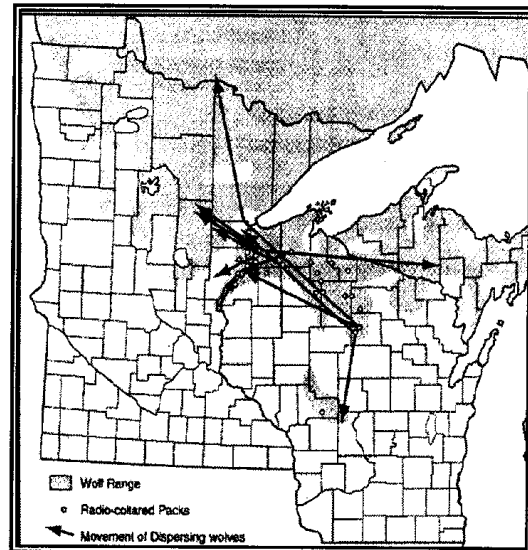 Wolf Range
Radio-collared Packs
Movement of Dispersing wolves